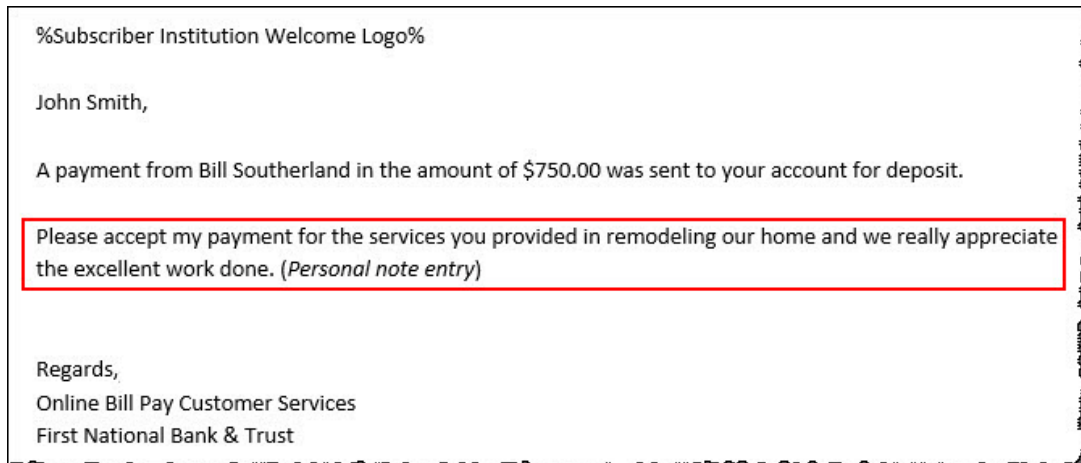 %Subscriber Institution Welcome Logo%
John Smith,
A payment from Bill Southerland in the amount of $750.00 was sent to your account for deposit.
Please accept my payment for the services you provided in remodeling our home and we really appreciate
the excellent work done. (Personal note entry)
Regards,
Online Bill Pay Customer Services
First National Bank & Trust